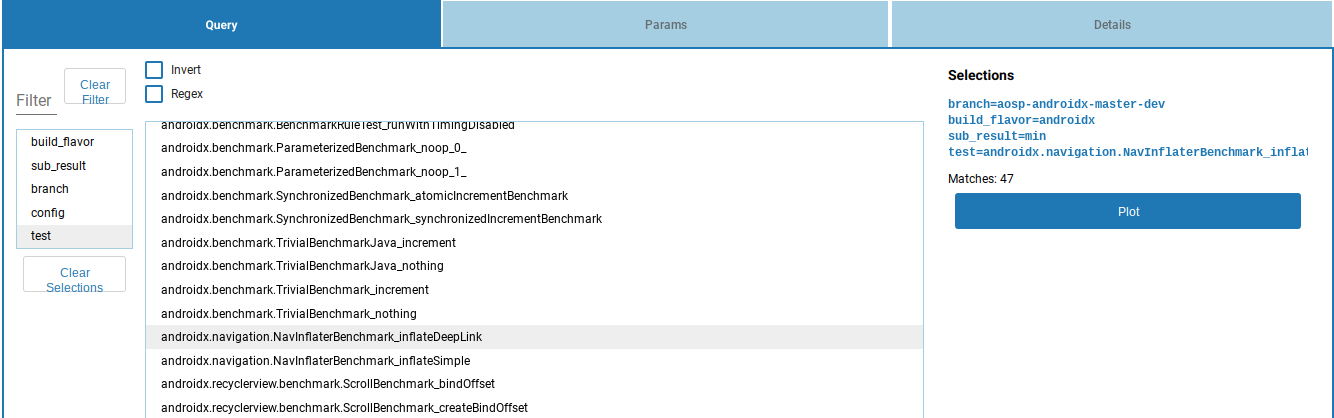 Query
Params
Details
Filter
Clear
Filter
build_flavor
sub_result
branch
config
test
Clear
Selections
Invert
Regex
androidx.benchmark.BenchmarkRuleTest_runWithTimingDisabled
androidx.benchmark.ParameterizedBenchmark_noop_0_
androidx.benchmark.ParameterizedBenchmark_noop_1_
androidx.benchmark.SynchronizedBenchmark_atomicIncrementBenchmark
androidx.benchmark.SynchronizedBenchmark_synchronizedIncrementBenchmark
androidx.benchmark.TrivialBenchmarkJava_increment
androidx.benchmark.TrivialBenchmarkJava_nothing
androidx.benchmark.TrivialBenchmark_increment
androidx.benchmark.TrivialBenchmark_nothing
androidx.navigation.NavInflaterBenchmark_inflateDeepLink
androidx.navigation.NavInflaterBenchmark_inflateSimple
androidx.recyclerview.benchmark.ScrollBenchmark_bindOffset
androidx.recyclerview.benchmark.ScrollBenchmark_createBindOffset
Selections
branch=aosp-androidx-master-dev
build_flavor=androidx
sub_result=min
test=androidx.navigation.NavInflaterBenchmark_inflat
Matches: 47
Plot